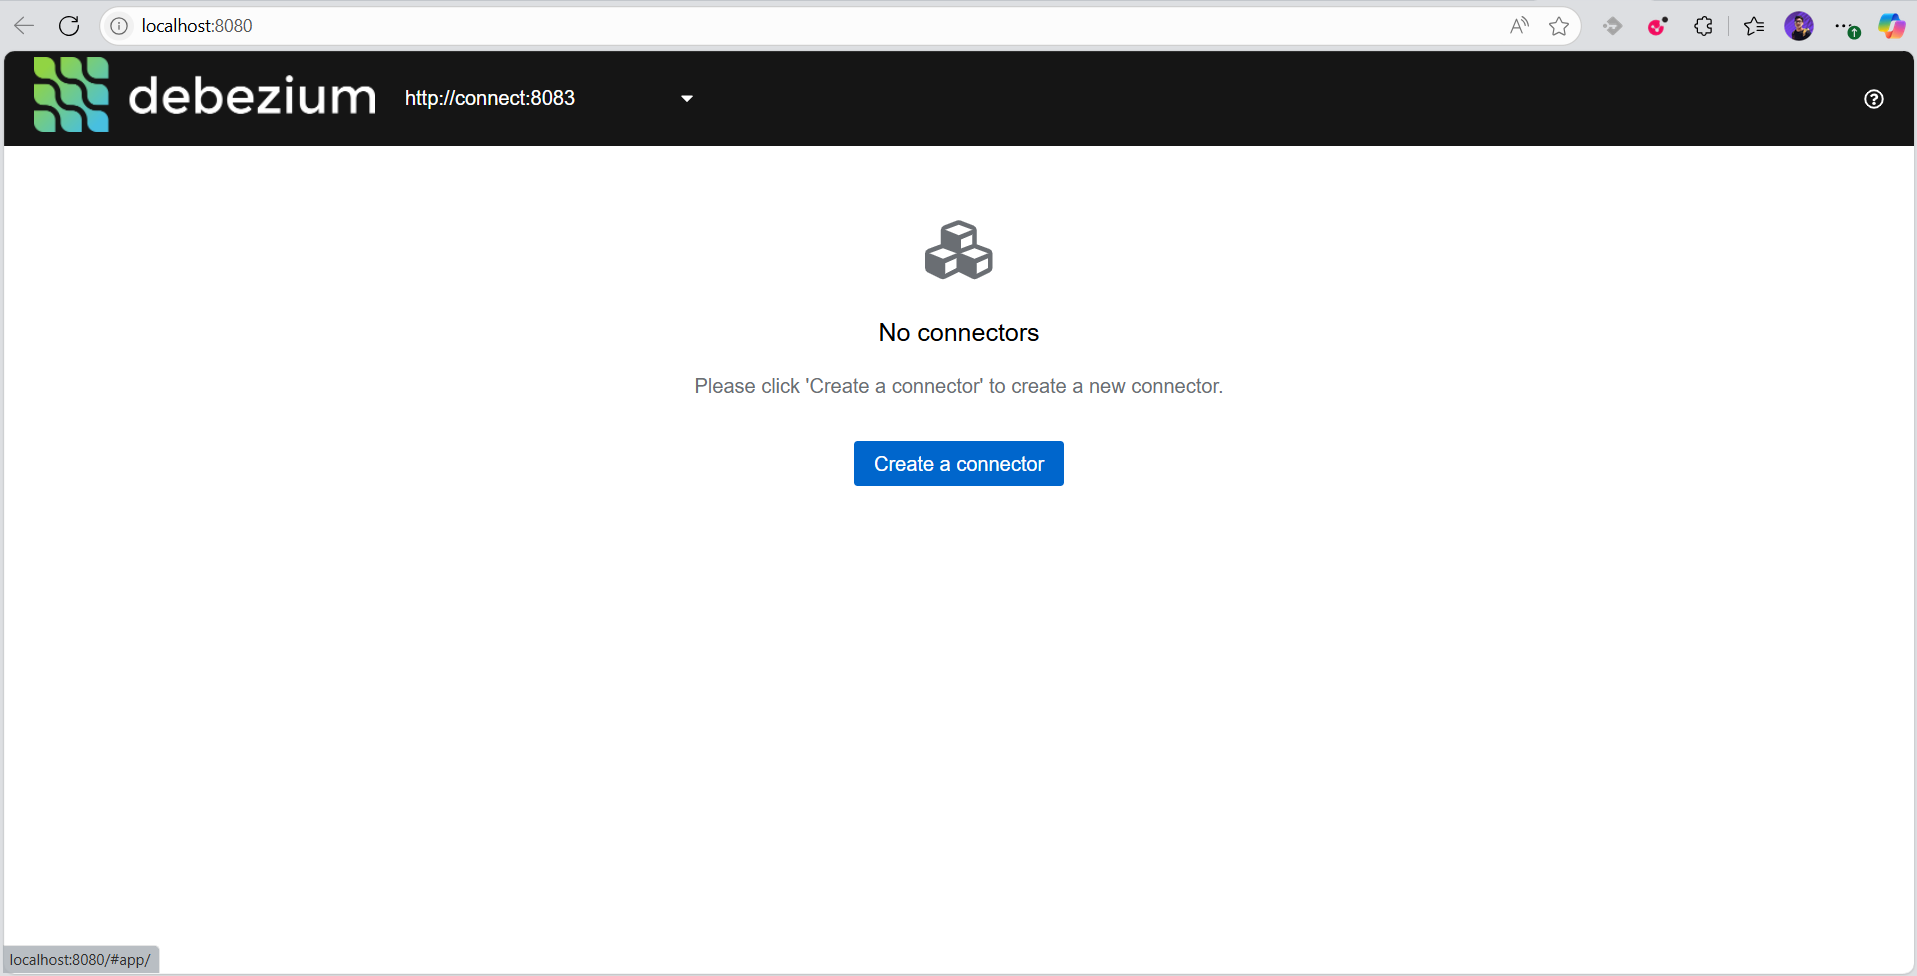 localhost:8080
debezium
http://connect:8083
No connectors
Please click 'Create a connector' to create a new connector.
Create a connector
localhost:8080/#app/